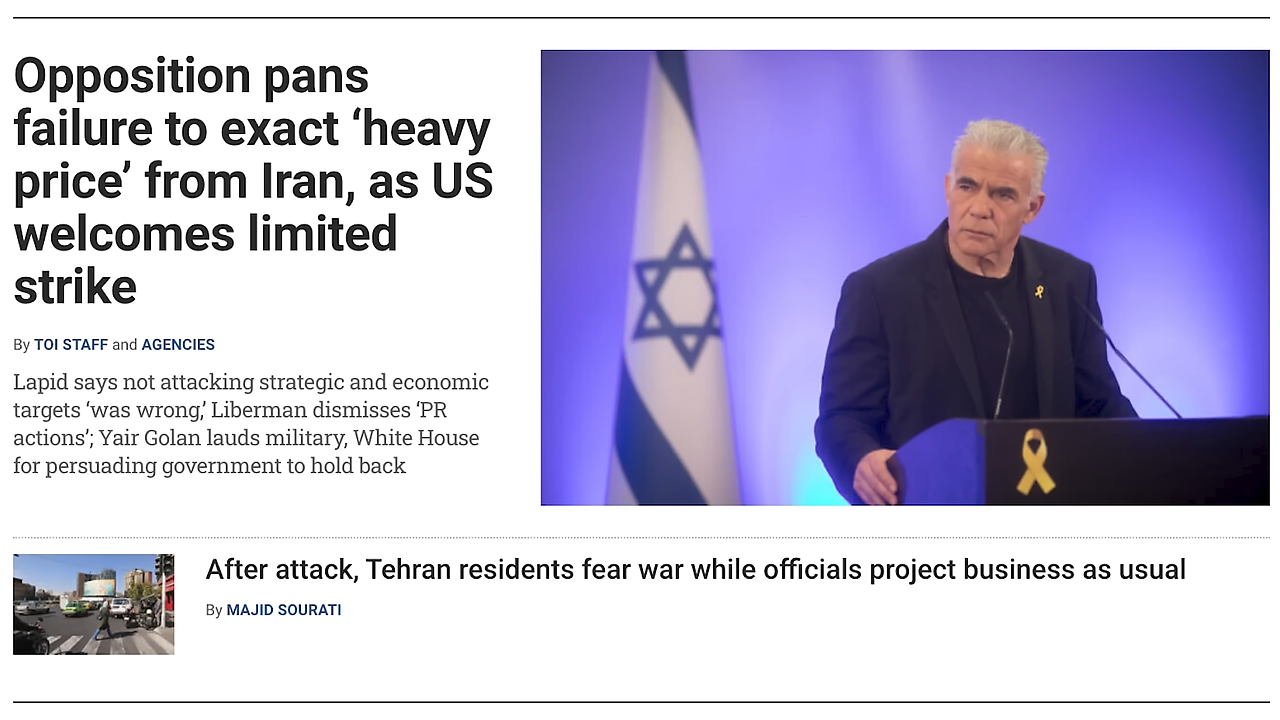 Opposition pans
failure to exact ‘heavy
price’ from Iran, as US
welcomes limited
strike
By TOI STAFF and AGENCIES
Lapid says not attacking strategic and economic
targets ‘was wrong,’ Liberman dismisses ‘PR
actions’; Yair Golan lauds military, White House
for persuading government to hold back
After attack, Tehran residents fear war while officials project business as usual
By MAJID SOURATI